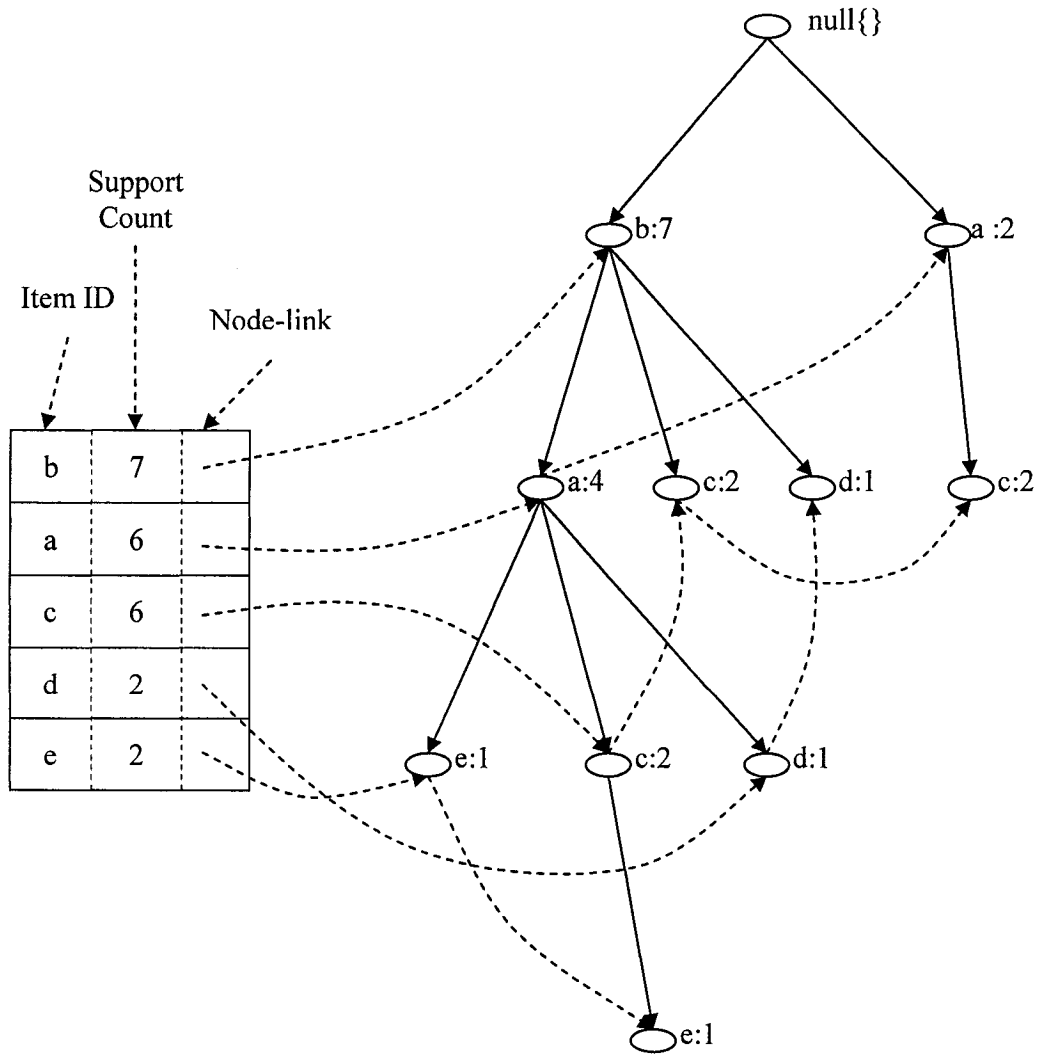 null{}
Support
Count
b:7
a :2
Item ID
Node-link
b 7
a:4
c:2
d:1
c:2
a 6
c 6
d 2
e 2
e:1
c:2
d:1
e:1